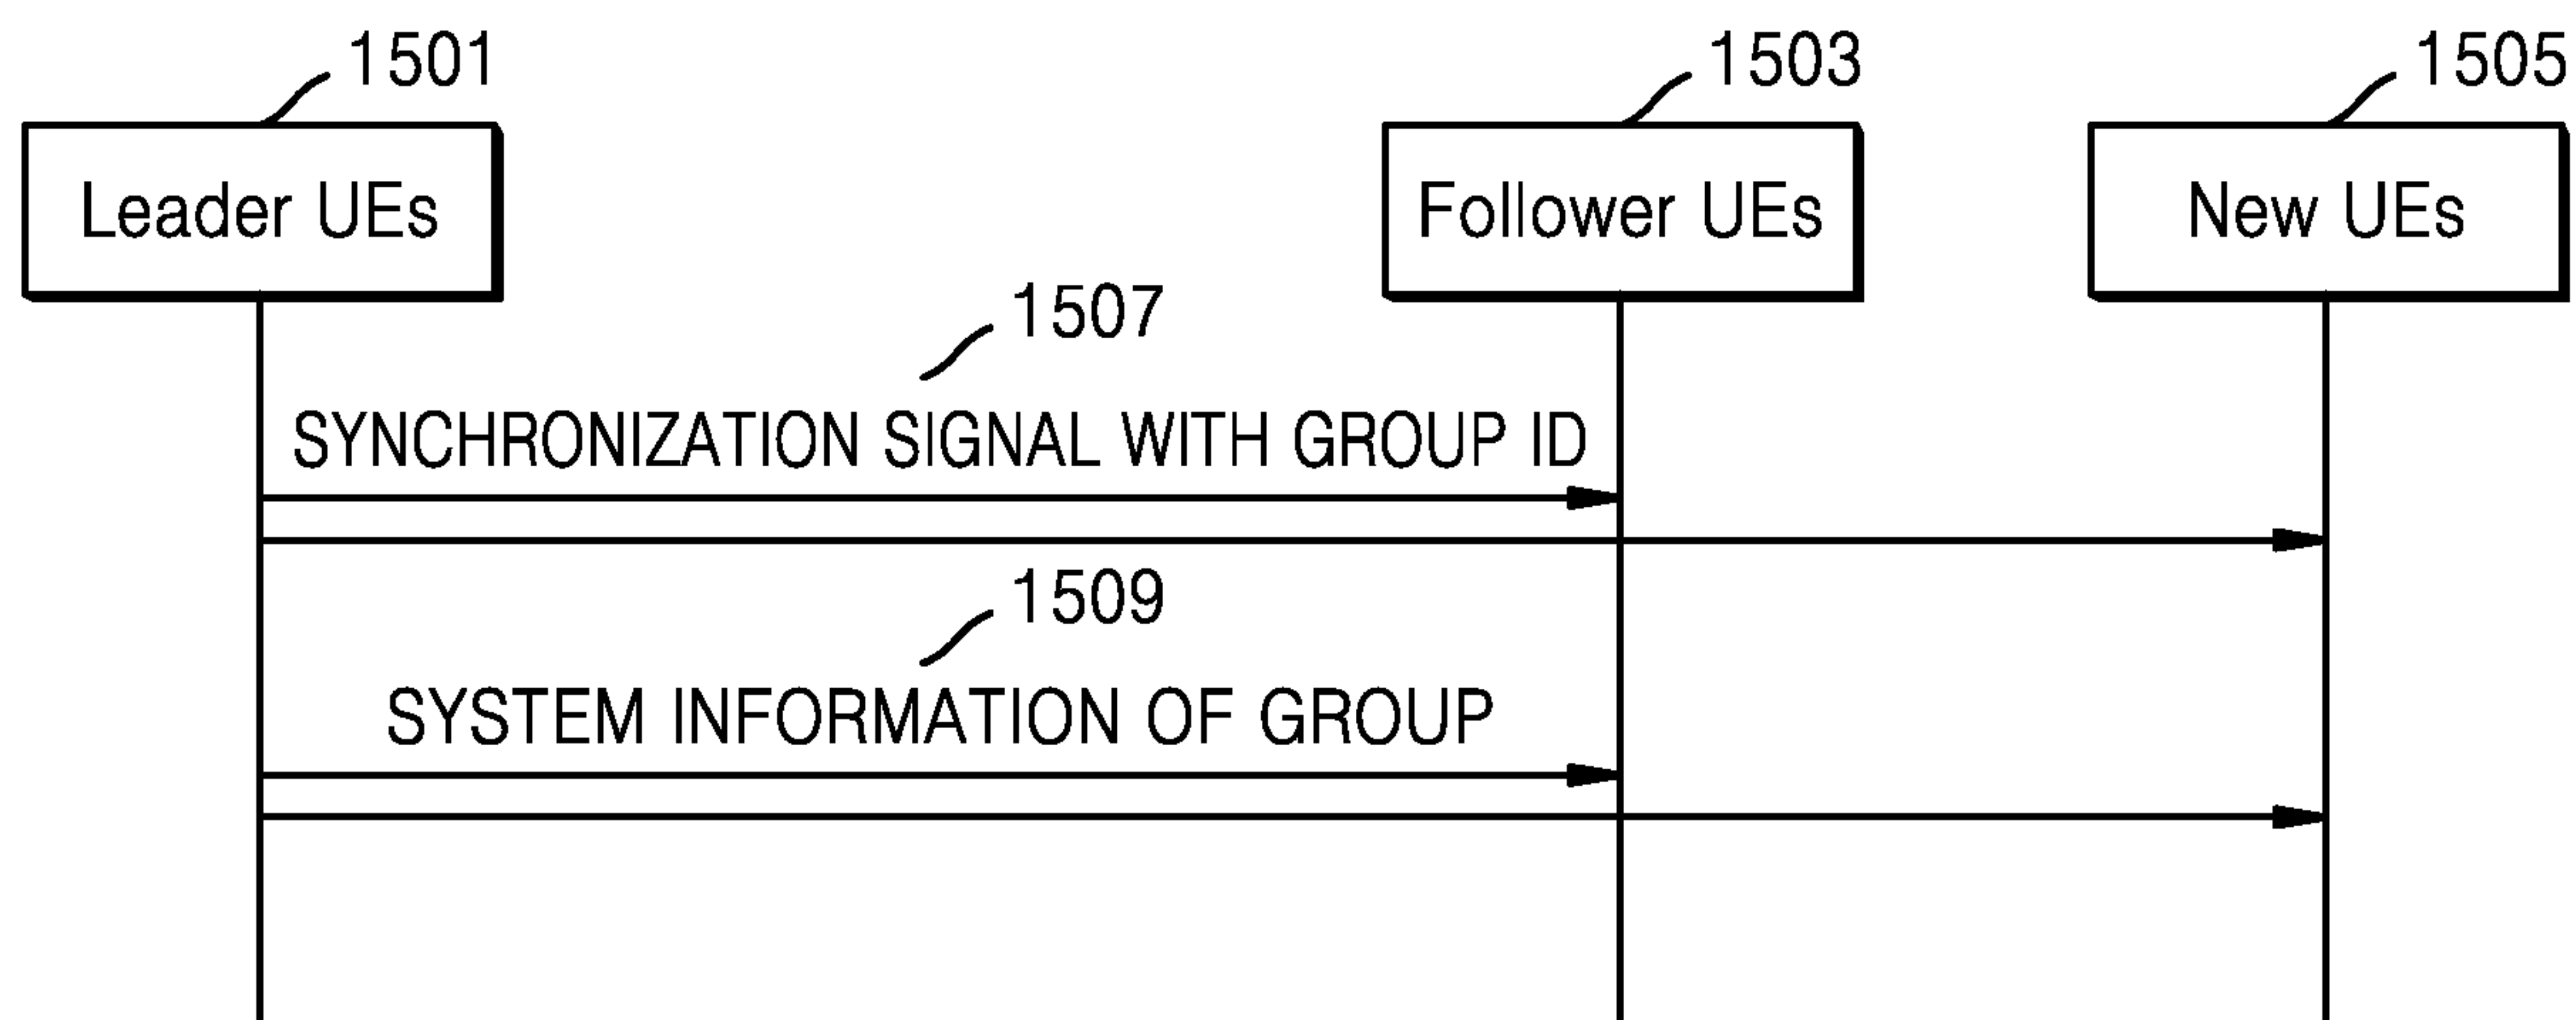 1501
1503
1505
Leader UEs
Follower UEs
New UEs
1507
SYNCHRONIZATION SIGNAL WITH GROUP ID
1509
SYSTEM INFORMATION OF GROUP